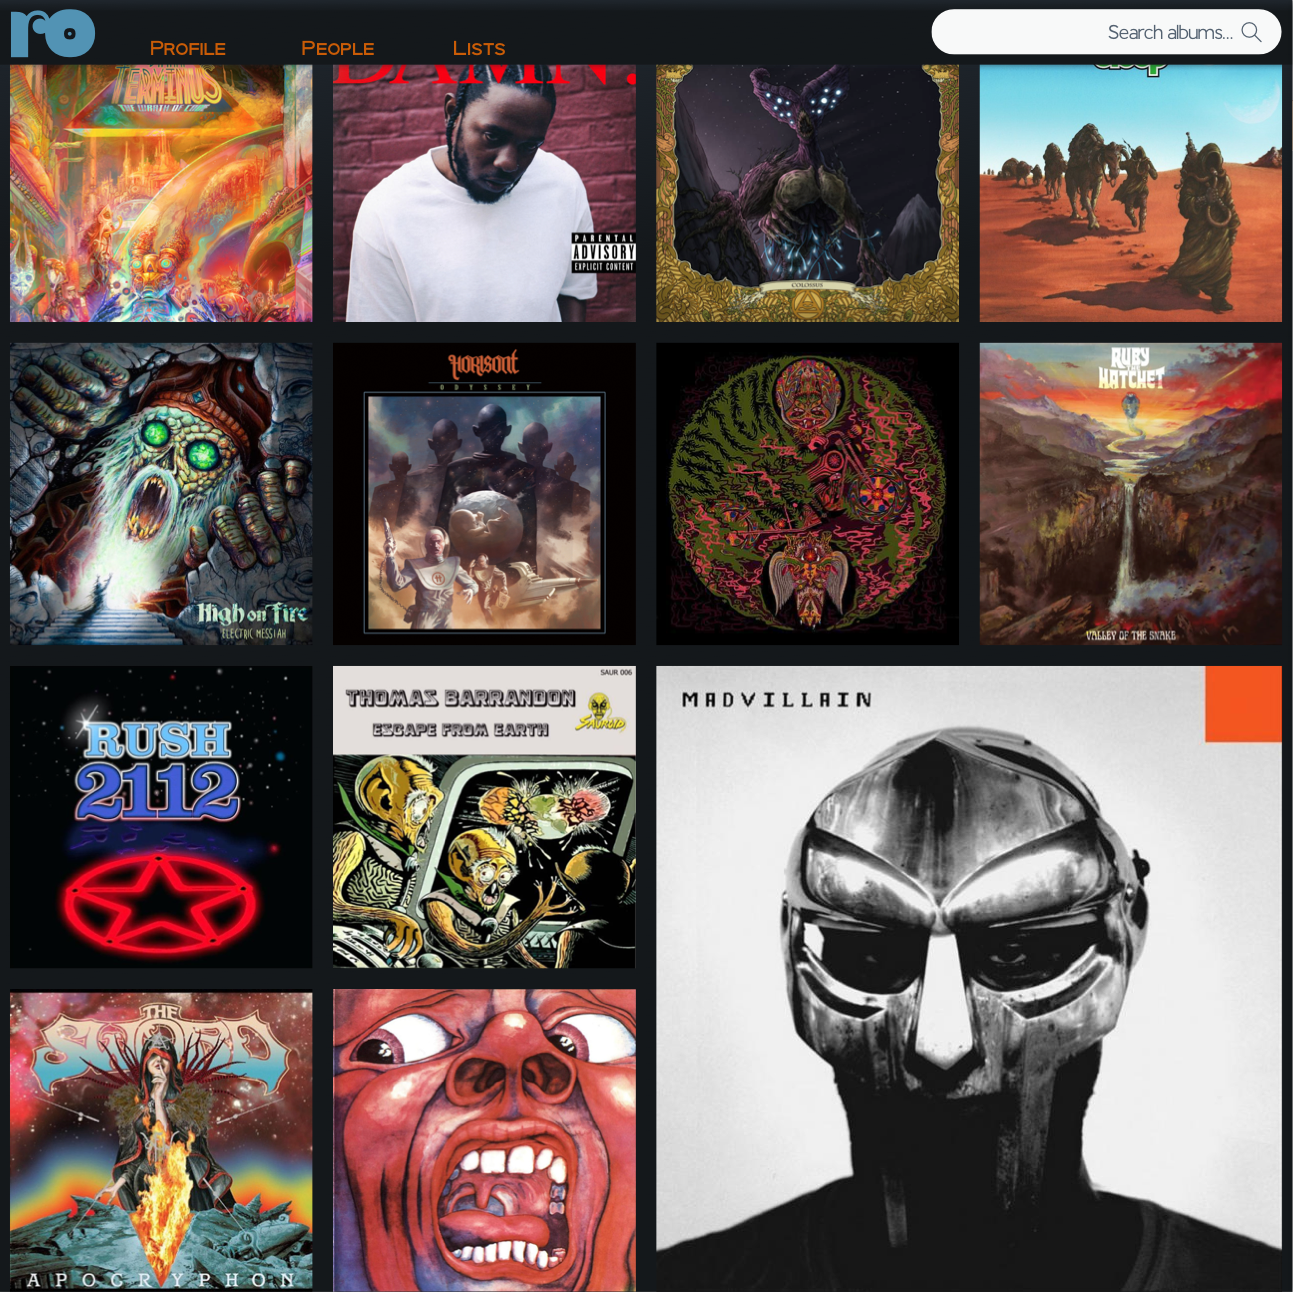 ro
PROFILE
PEOPLE
LISTS
Search albums...
TERMINUS
DAMN.
PARENTAL
ADVISORY
EXPLICIT CONTENT
COLOSSUS
sleep
HORISONT
ODYSSEY
RUBY
THE
HATCHET
High on Fire
ELECTRIC MESSIAH
VALLEY OF THE SNAKE
RUSH
2112
SAUR 006
THOMAS BARRANDON
ESCAPE FROM EARTH
SAUROID
MADVILLAIN
THE
SWORD
APOCRYPHON